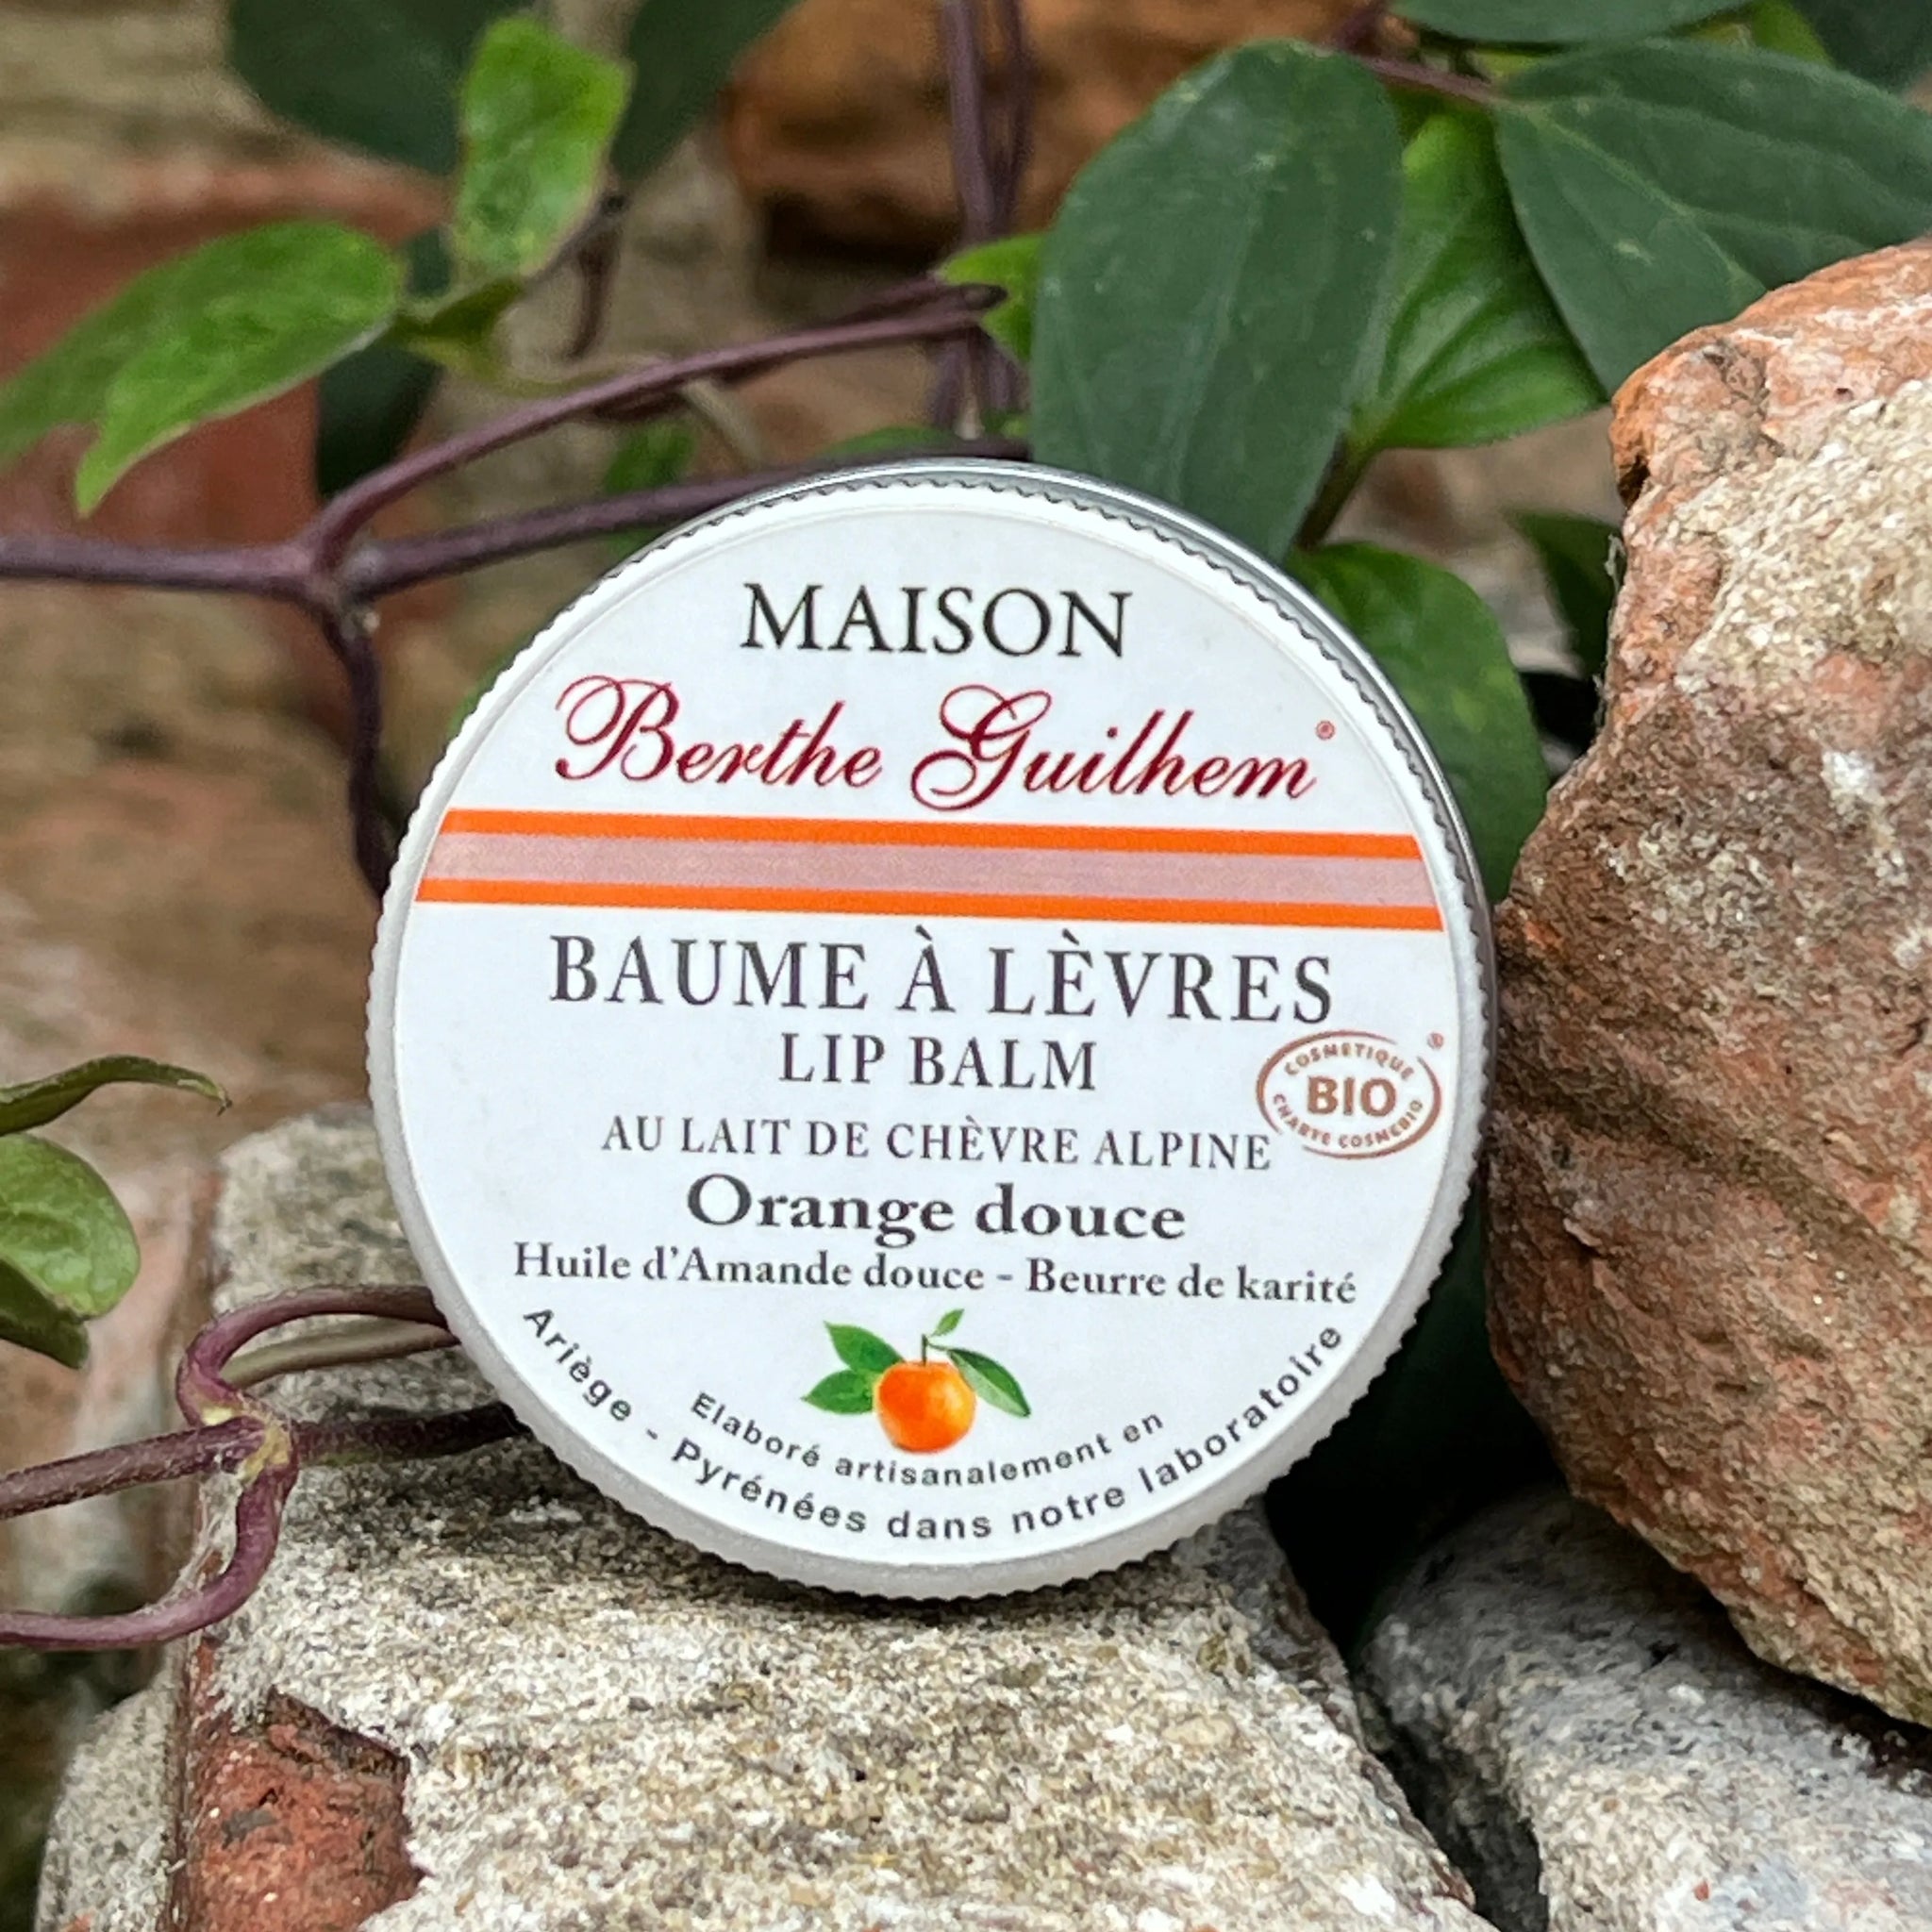 MAISON
Berthe Guilhem®
BAUME À LÈVRES
LIP BALM
COSMETIQUE
BIO
CHARTE COSMEBIO
®
AU LAIT DE CHÈVRE ALPINE
Orange douce
Huile d'Amande douce - Beurre de karité
Elaboré artisanalement en
Ariège - Pyrénées dans notre laboratoire